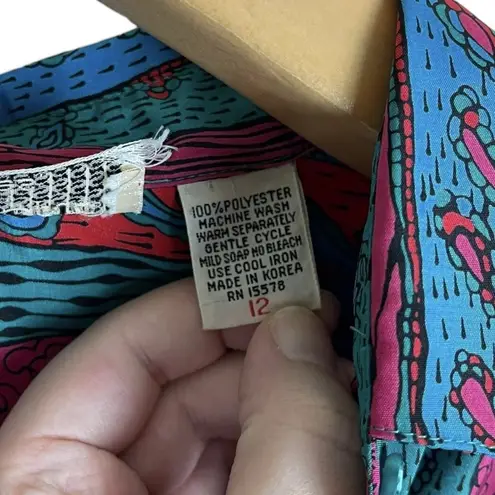 100% POLYESTER
MACHINE WASH
WARM SEPARATELY
GENTLE CYCLE
MILD SOAP NO BLEACH
USE COOL IRON
MADE IN KOREA
RN 15578
12